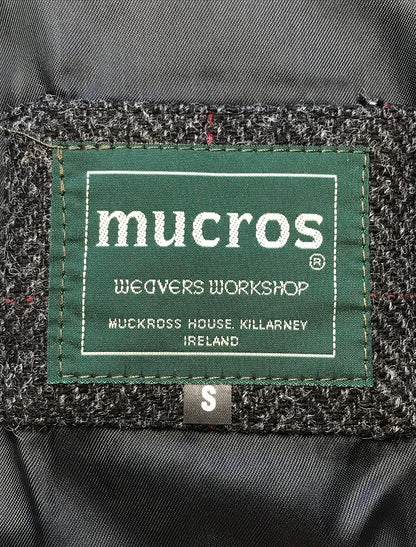 mucros
®
WEAVERS WORKSHOP
MUCKROSS HOUSE, KILLARNEY
IRELAND
S